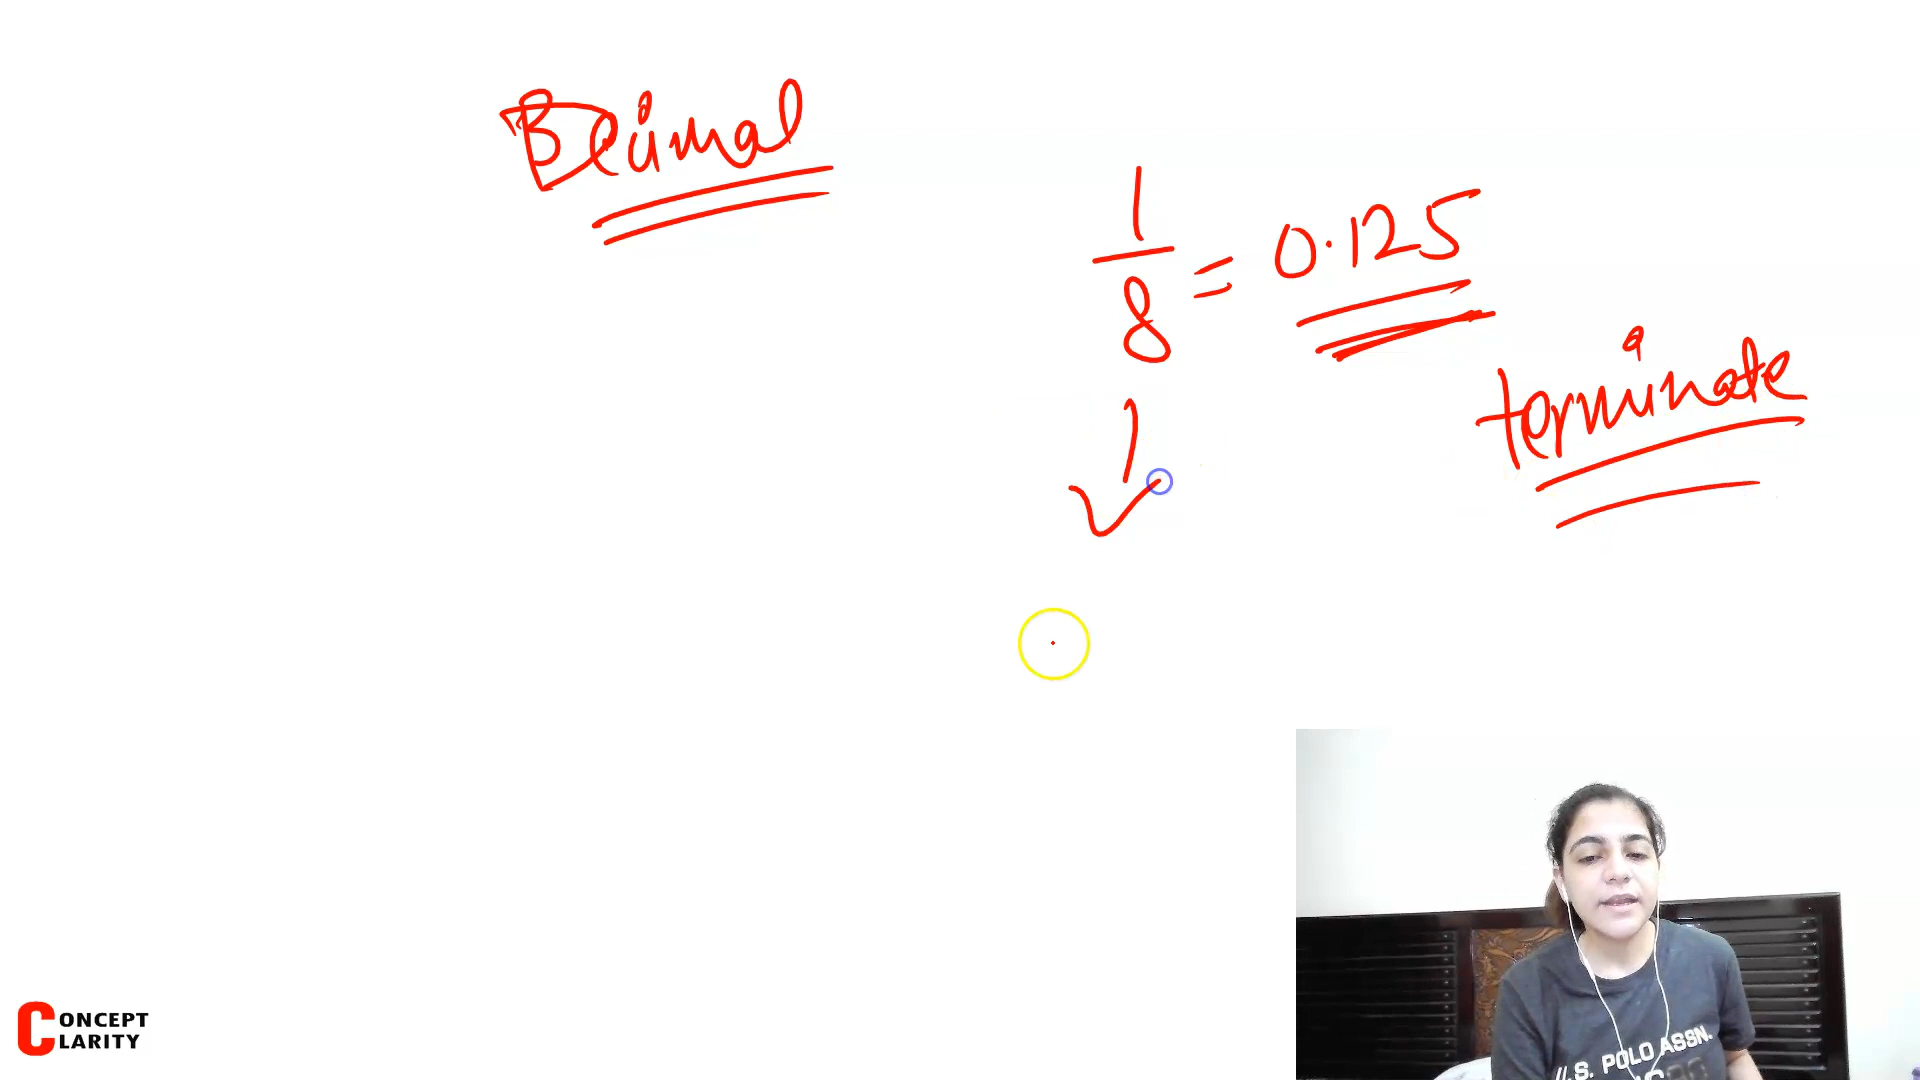 Decimal
1
8
= 0.125
terminate
CONCEPT
CLARITY
U.S. POLO ASSN.